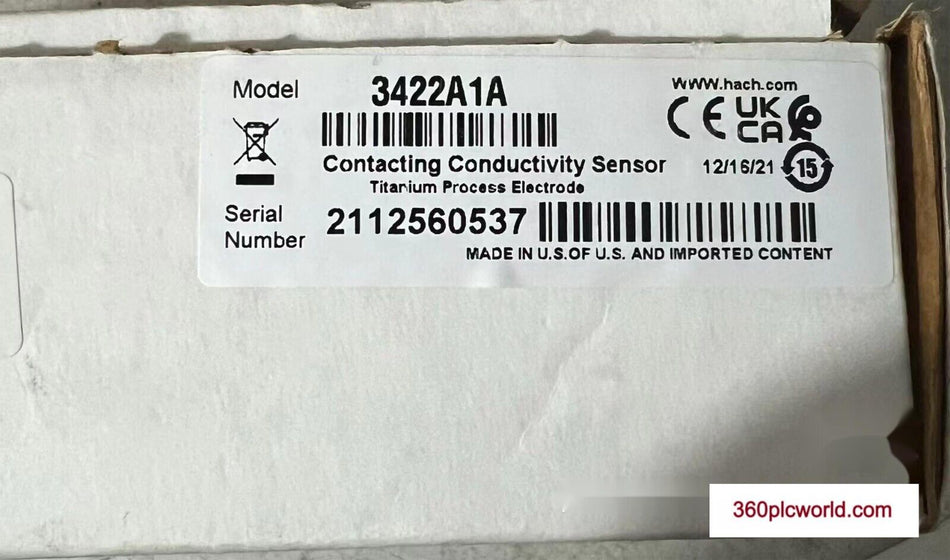 Model 3422A1A
www.hach.com
CE UK CA
Contacting Conductivity Sensor
12/16/21 15
Titanium Process Electrode
Serial Number 2112560537
MADE IN U.S.OF U.S. AND IMPORTED CONTENT
360plcworld.com